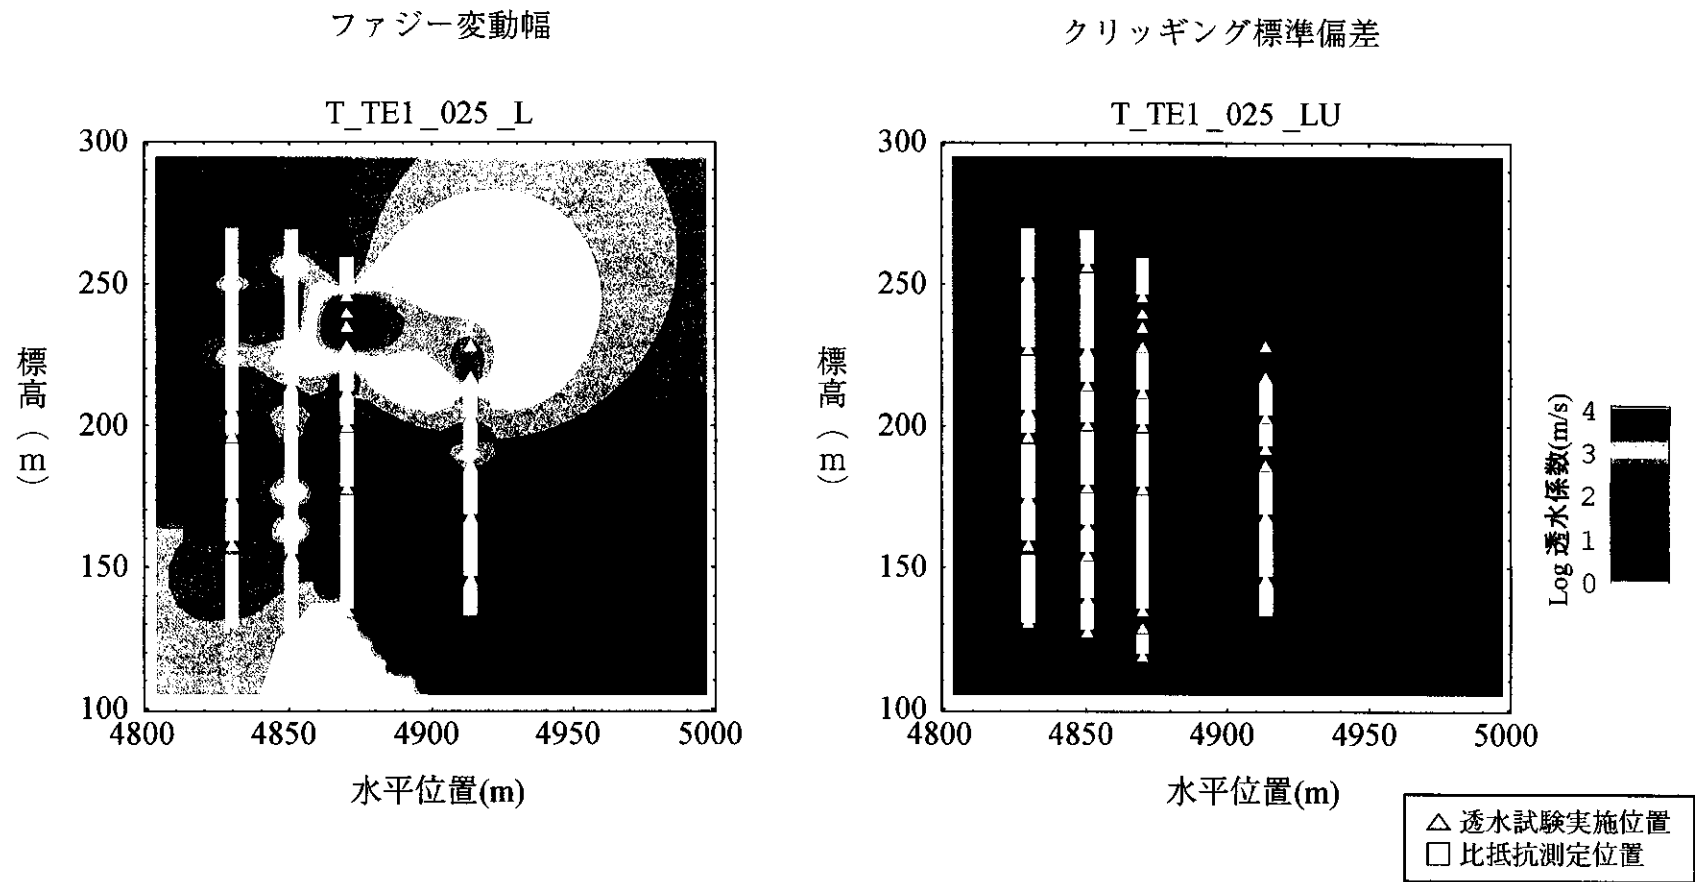 ファジー変動幅
クリッギング標準偏差
T_TE1_025_L
T_TE1_025_LU
300
250
200
150
100
標高（m）
4800 4850 4900 4950 5000
水平位置(m)
300
250
200
150
100
標高（m）
4800 4850 4900 4950 5000
水平位置(m)
Log 透水係数(m/s)
4
3
2
1
0
△ 透水試験実施位置
□ 比抵抗測定位置